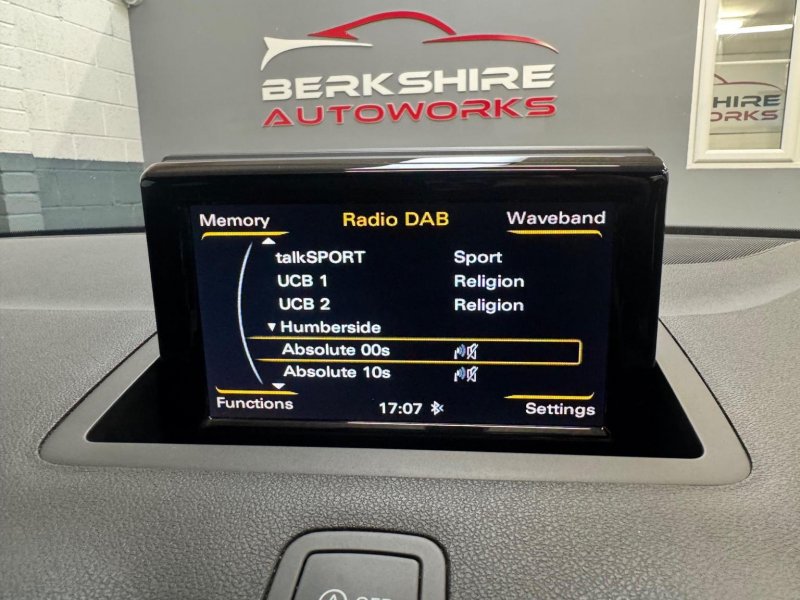 BERKSHIRE
AUTOWORKS
HIRE
ORKS
Memory
Radio DAB
Waveband
talkSPORT Sport
UCB 1 Religion
UCB 2 Religion
Humberside
Absolute 00s
Absolute 10s
Functions
17:07
Settings
OFF